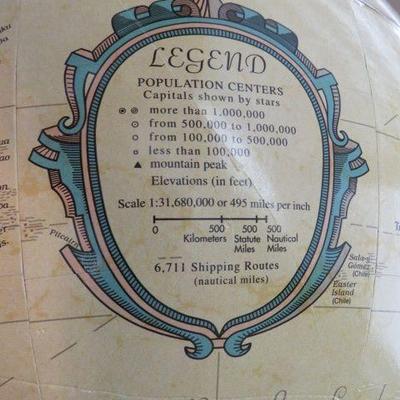 LEGEND
POPULATION CENTERS
Capitals shown by stars
more than 1,000,000
from 500,000 to 1,000,000
from 100,000 to 500,000
less than 100,000
mountain peak
Elevations (in feet)
Scale 1:31,680,000 or 495 miles per inch
0 500 500 500
Kilometers Statute Miles Nautical Miles
6,711 Shipping Routes
(nautical miles)
Pitcairn
Sala-y-
Gómez
(Chile)
Easter
Island
(Chile)